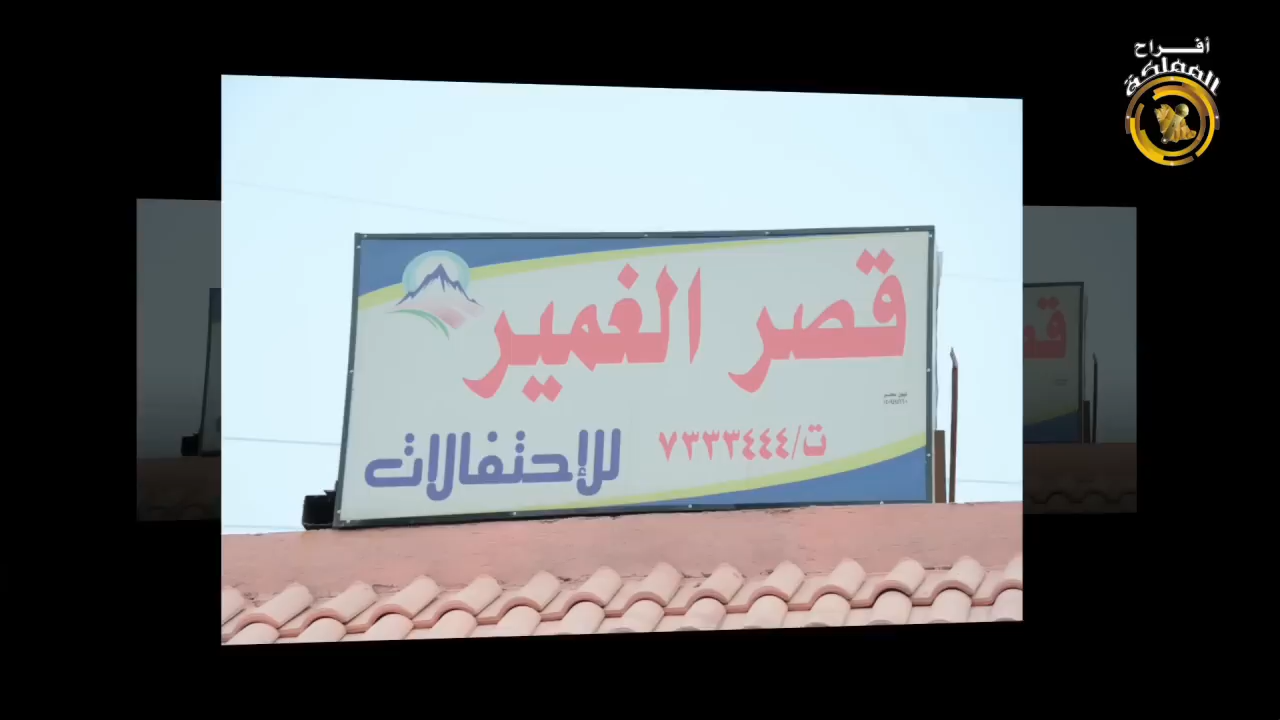 أفراح
المملكة
قصر الغمير
ت/٧٣٣٣٤٤٤
للإحتفالات